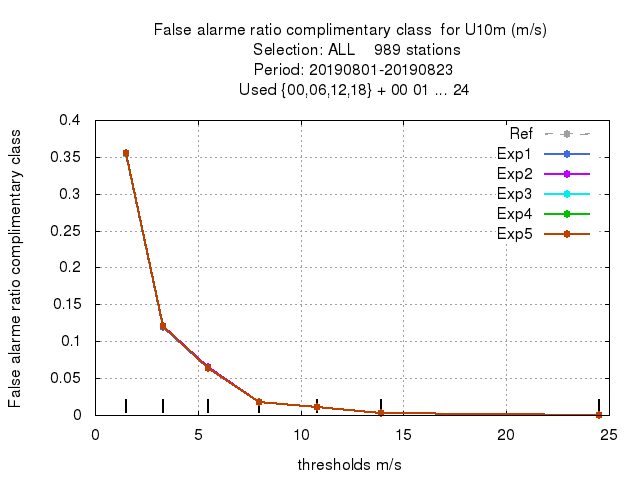 False alarme ratio complimentary class  for U10m (m/s)
Selection: ALL    989 stations
Period: 20190801-20190823
Used {00,06,12,18} + 00 01 ... 24
False alarme ratio complimentary class
0.4
0.35
0.3
0.25
0.2
0.15
0.1
0.05
0
Ref
Exp1
Exp2
Exp3
Exp4
Exp5
0 5 10 15 20 25
thresholds m/s